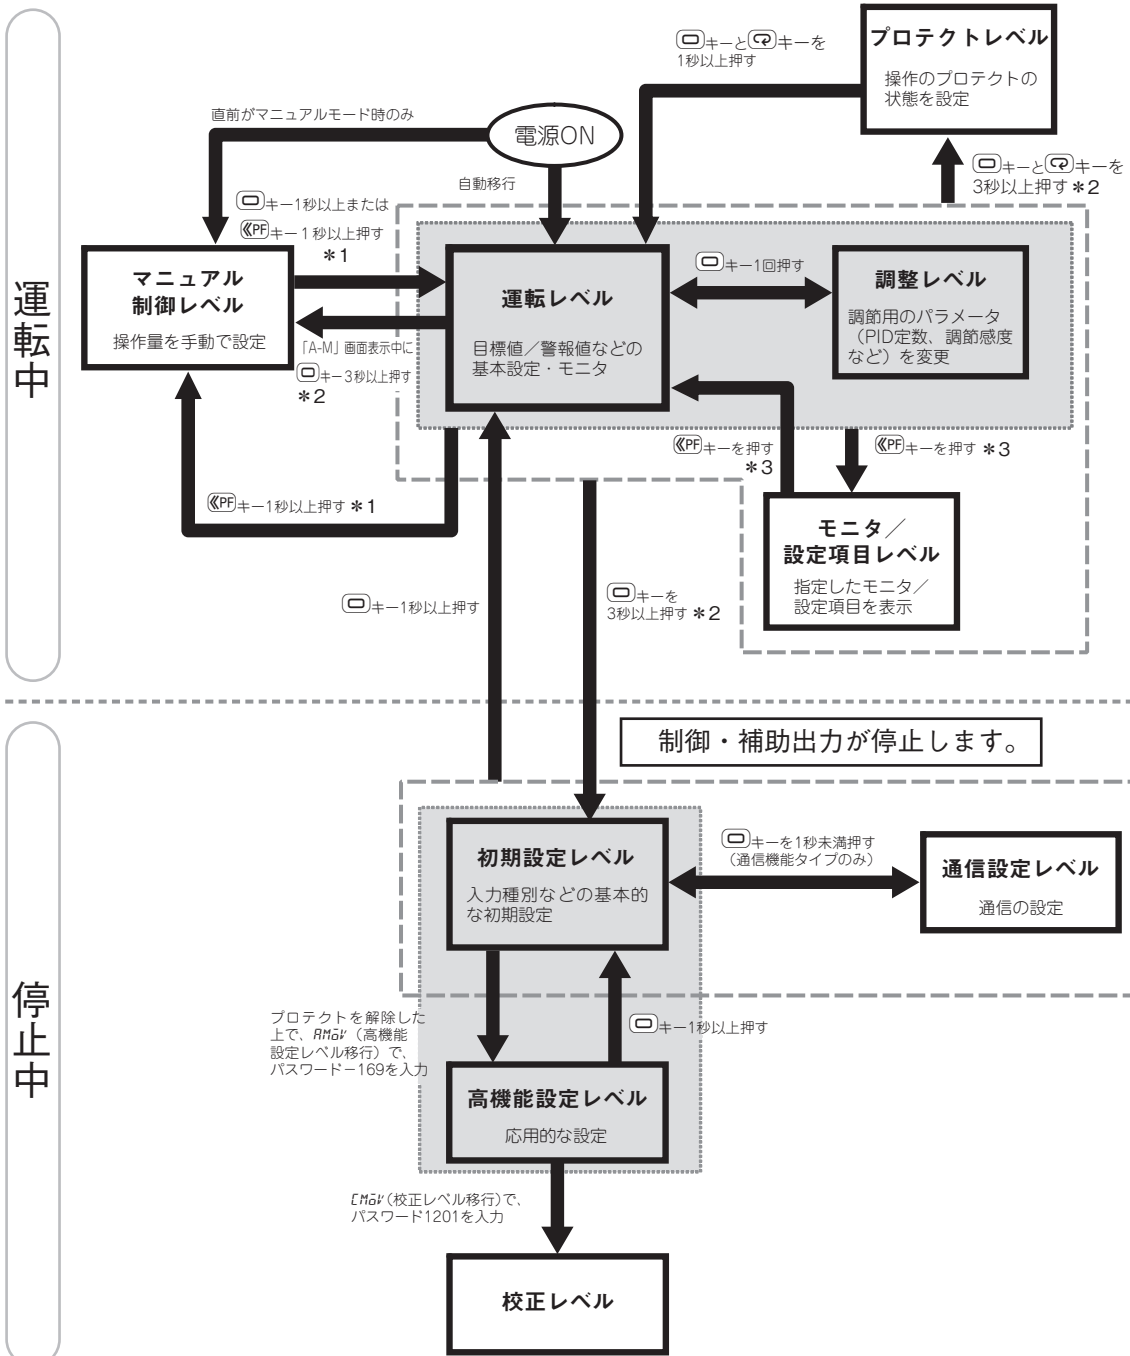 運転中
停止中
キーとキーを
1秒以上押す
プロテクトレベル
操作のプロテクトの
状態を設定
直前がマニュアルモード時のみ
電源ON
自動移行
キーとキーを
3秒以上押す＊2
キー1秒以上または
《PFキー1秒以上押す
＊1
マニュアル
制御レベル
操作量を手動で設定
「A-M」画面表示中に
キー3秒以上押す
＊2
運転レベル
目標値／警報値などの
基本設定・モニタ
キー1回押す
調整レベル
調節用のパラメータ
（PID定数、調節感度
など）を変更
《PFキーを押す
＊3
《PFキーを押す ＊3
《PFキー1秒以上押す ＊1
モニタ／
設定項目レベル
指定したモニタ／
設定項目を表示
キー1秒以上押す
キーを
3秒以上押す ＊2
制御・補助出力が停止します。
初期設定レベル
入力種別などの基本的
な初期設定
キーを1秒未満押す
（通信機能タイプのみ）
通信設定レベル
通信の設定
プロテクトを解除した
上で、AMoV（高機能
設定レベル移行）で、
パスワード−169を入力
キー1秒以上押す
高機能設定レベル
応用的な設定
CMoV（校正レベル移行）で、
パスワード1201を入力
校正レベル